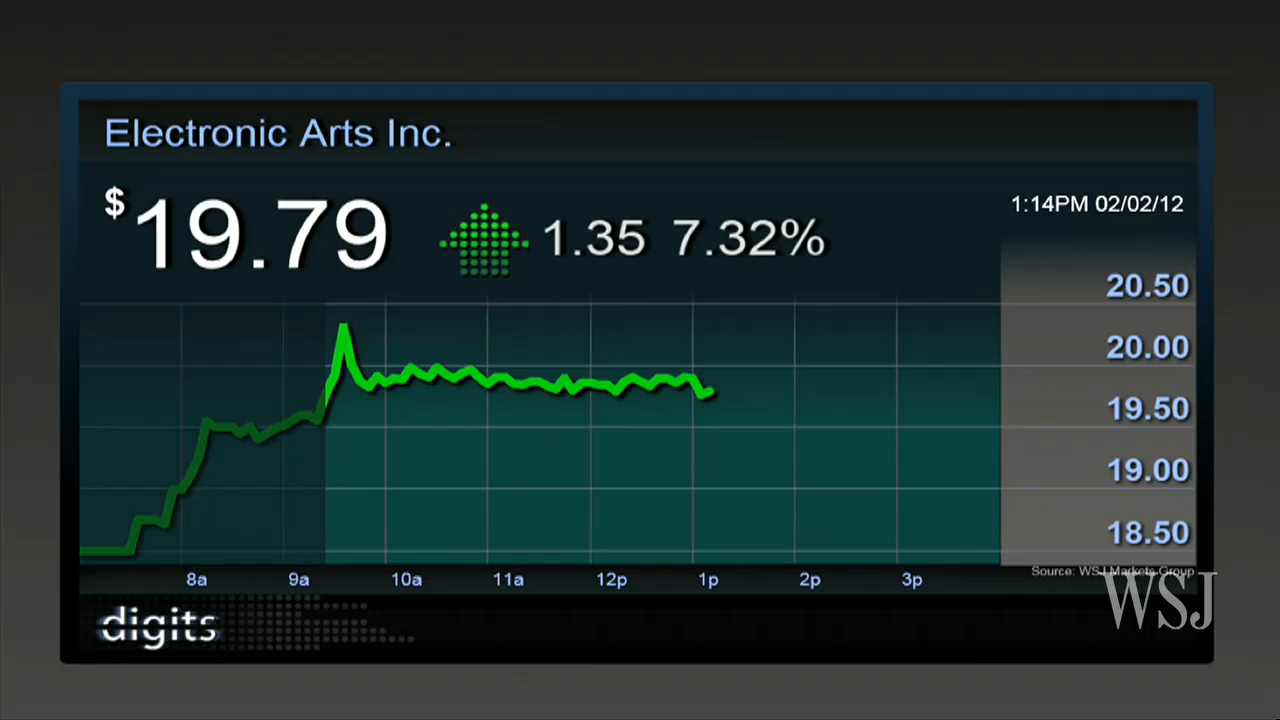 Electronic Arts Inc.
$19.79 1.35 7.32%
1:14PM 02/02/12
20.50
20.00
19.50
19.00
18.50
8a 9a 10a 11a 12p 1p 2p 3p
Source: WSJ Markets Group
WSJ
digits